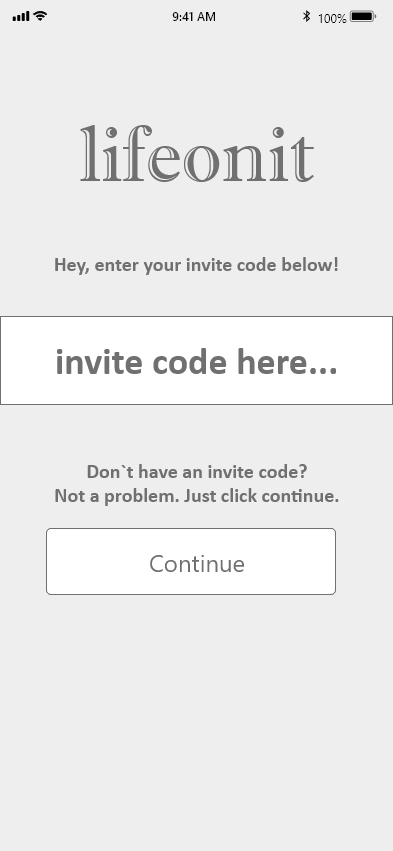 9:41 AM
100%
lifeonit
Hey, enter your invite code below!
invite code here...
Don`t have an invite code?
Not a problem. Just click continue.
Continue